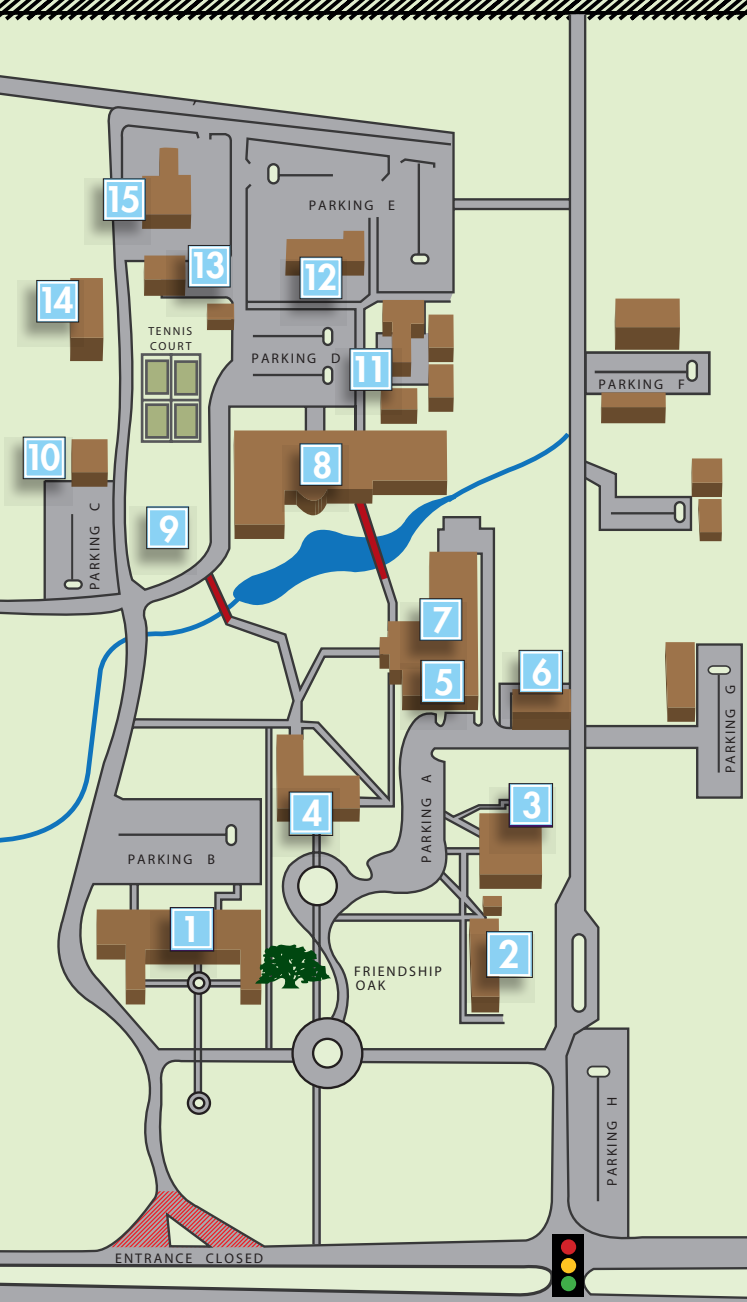 15
PARKING E
13
12
14
TENNIS
COURT
PARKING D
11
PARKING F
10
8
PARKING C
9
7
5
6
PARKING G
3
4
PARKING A
PARKING B
1
2
FRIENDSHIP
OAK
PARKING H
ENTRANCE CLOSED